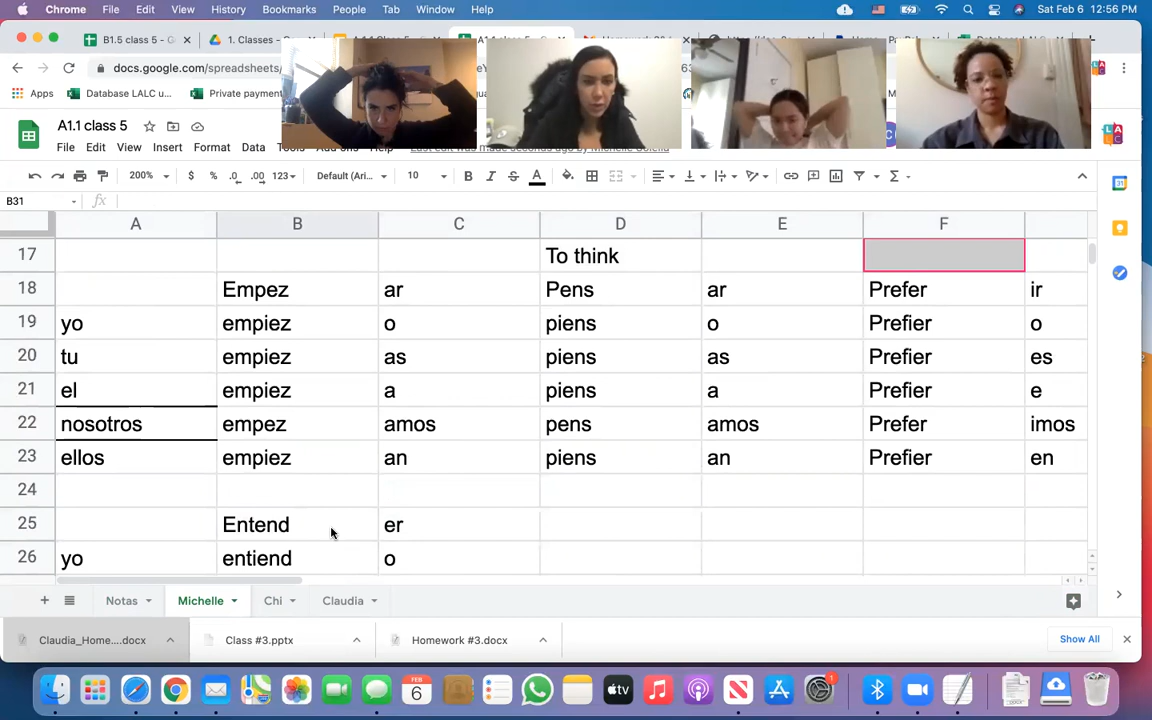 Chrome File Edit View History Bookmarks People Tab Window Help Sat Feb 6 12:56 PM
B1.5 class 5 - G 1. Classes - G
docs.google.com/spreadsheets/
Apps Database LALC u... Private payment
A1.1 class 5
File Edit View Insert Format Data
200% $ % .0 .00 123 Default (Ari... 10 B I S A
B31 fx
A B C D E F
17 To think
18 Empez ar Pens ar Prefer ir
19 yo empiez o piens o Prefier o
20 tu empiez as piens as Prefier es
21 el empiez a piens a Prefier e
22 nosotros empez amos pens amos Prefer imos
23 ellos empiez an piens an Prefier en
24
25 Entend er
26 yo entiend o
Notas Michelle Chi Claudia
Claudia_Home....docx Class #3.pptx Homework #3.docx Show All